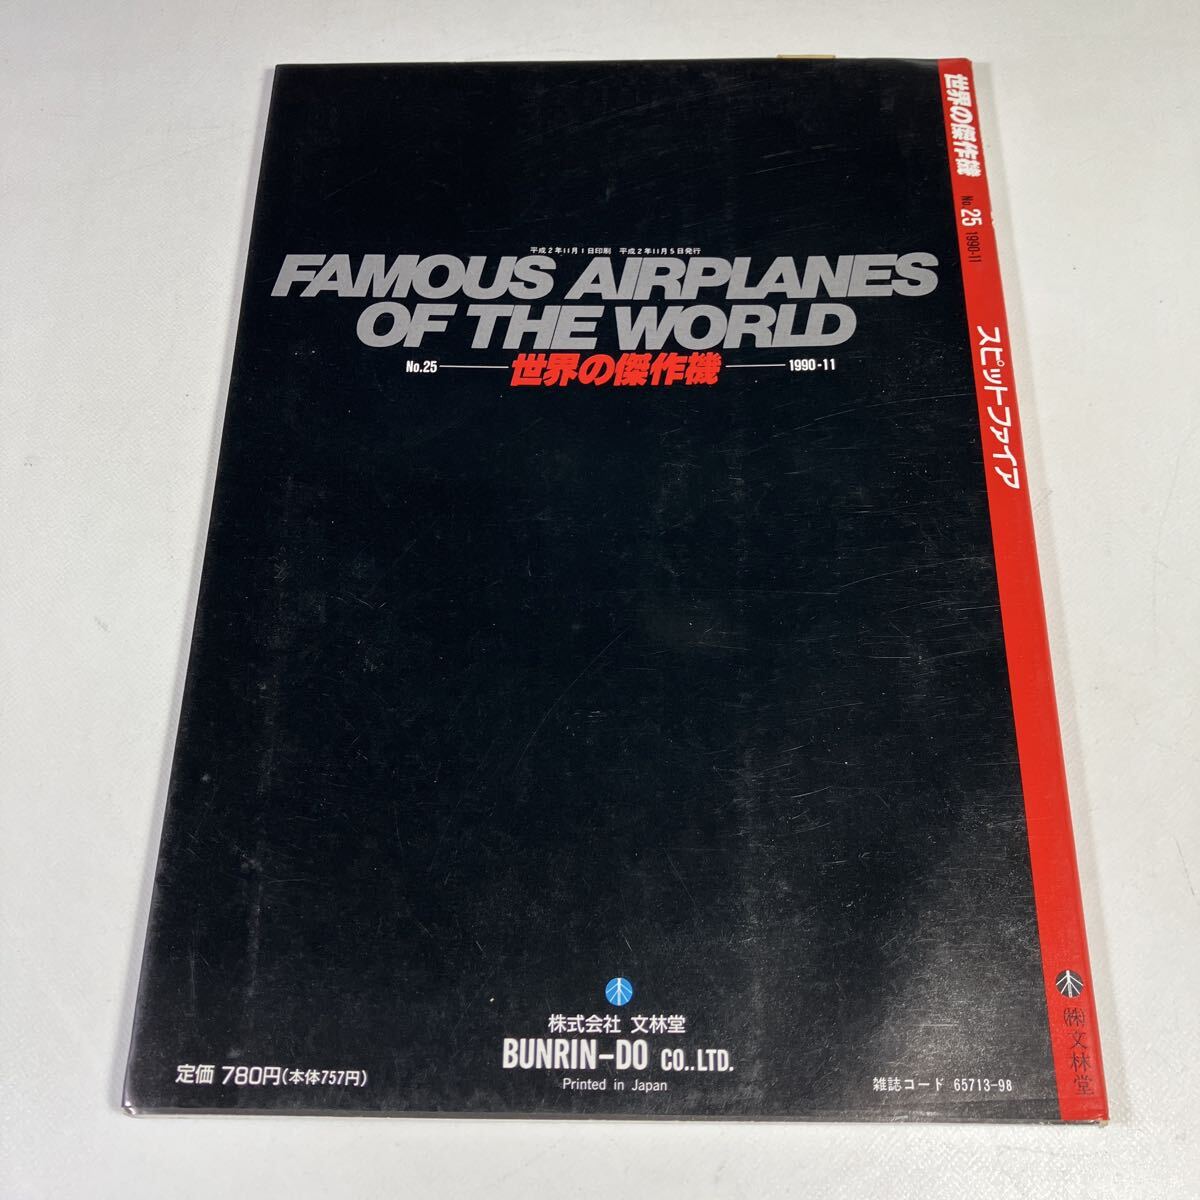 平成2年11月1日印刷 平成2年11月5日発行
FAMOUS AIRPLANES
OF THE WORLD
No.25 世界の傑作機 1990-11
株式会社 文林堂
BUNRIN-DO CO..LTD.
Printed in Japan
定価 780円(本体757円)
雑誌コード 65713-98
世界の傑作機 No.25 1990-11 スピットファイア ㈱文林堂